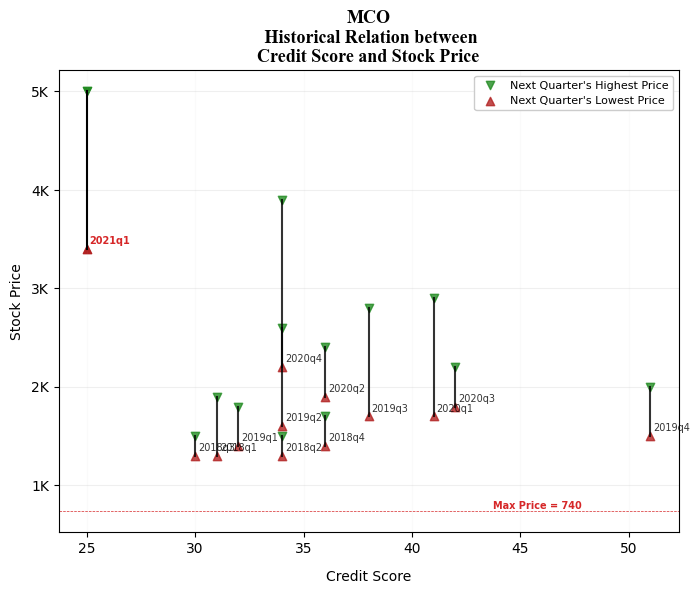 MCO
Historical Relation between
Credit Score and Stock Price
Next Quarter's Highest Price
Next Quarter's Lowest Price
5K
4K
3K
2K
1K
Stock Price
2021q1
2020q4
2020q2
2019q3
2020q1
2020q3
2019q2
2019q1
2018q4
2018q2
2018q1
2019q4
Max Price = 740
25
30
35
40
45
50
Credit Score